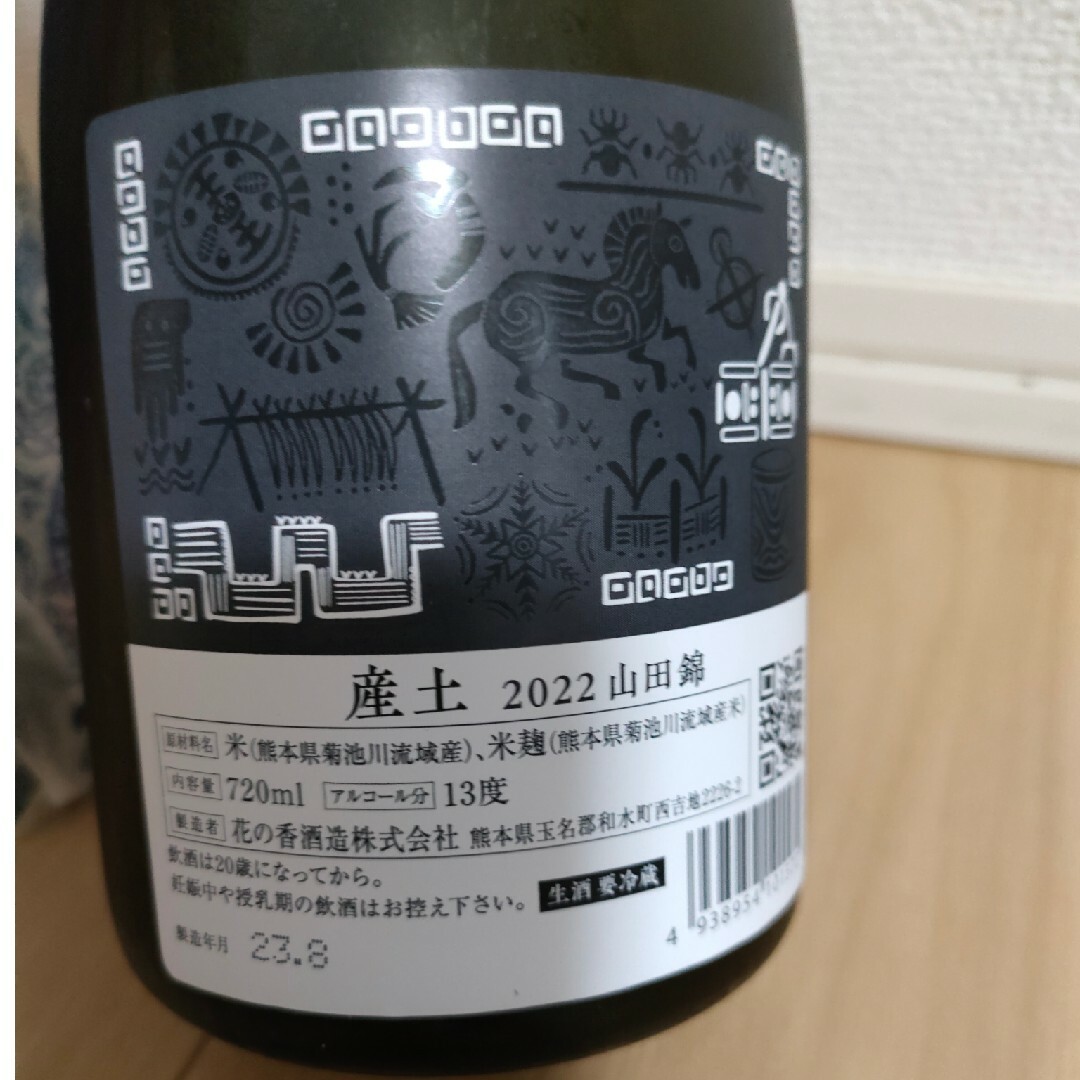 産土 2022 山田錦
原材料名 米(熊本県菊池川流域産)、米麹(熊本県菊池川流域産米)
内容量 720ml アルコール分 13度
製造者 花の香酒造株式会社 熊本県玉名郡和水町西吉地2226-2
飲酒は20歳になってから。
妊娠中や授乳期の飲酒はお控え下さい。
生酒 要冷蔵
製造年月 23.8
4 938954